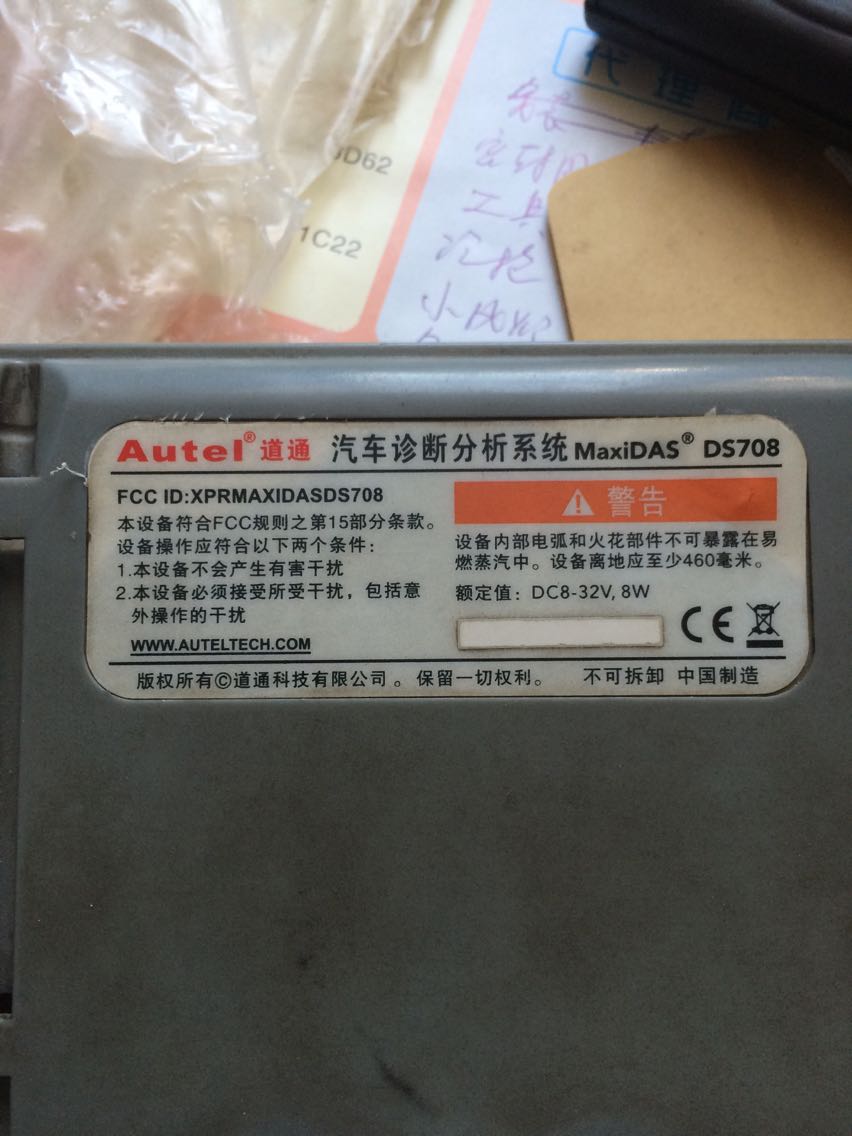 代理
3D62
1C22
工具
Autel® 道通 汽车诊断分析系统 MaxiDAS® DS708
FCC ID:XPRMAXIDASDS708
本设备符合FCC规则之第15部分条款。
设备操作应符合以下两个条件:
1.本设备不会产生有害干扰
2.本设备必须接受所受干扰，包括意
外操作的干扰
WWW.AUTELTECH.COM
警告
设备内部电弧和火花部件不可暴露在易
燃蒸汽中。设备离地应至少460毫米。
额定值：DC8-32V, 8W
CE
版权所有©道通科技有限公司 。保留一切权利。 不可拆卸 中国制造